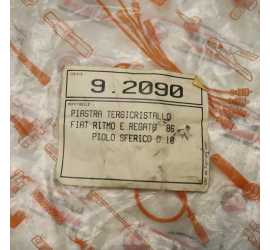 9.2090
PIASTRA TERGICRISTALLO
FIAT RITMO E REGATA '86
PIOLO SFERICO D 10